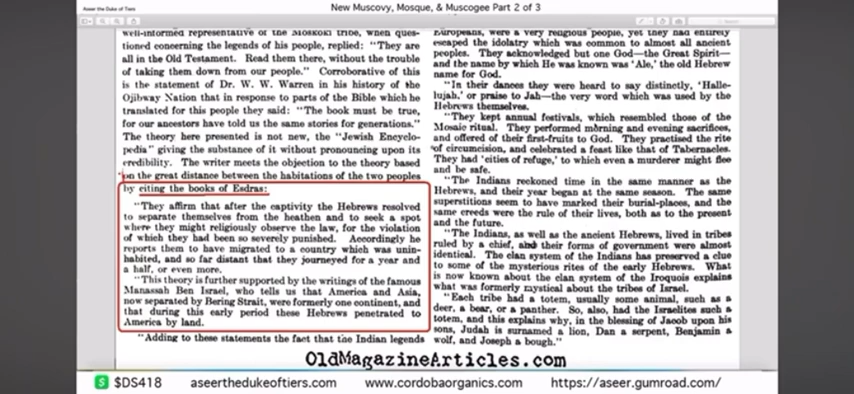 Aseer the Duke of Tiers
New Muscovy, Mosque, & Muscogee Part 2 of 3
well-informed representative of the Moskoki tribe, when ques-
tioned concerning the legends of his people, replied: "They are
all in the Old Testament. Read them there, without the trouble
of taking them down from our people." Corroborative of this
is the statement of Dr. W. W. Warren in his history of the
Ojibway Nation that in response to parts of the Bible which he
translated for this people they said: "The book must be true,
for our ancestors have told us the same stories for generations."
The theory here presented is not new, the "Jewish Encyclo-
pedia" giving the substance of it without pronouncing upon its
credibility. The writer meets the objection to the theory based
on the great distance between the habitations of the two peoples
by citing the books of Esdras:
"They affirm that after the captivity the Hebrews resolved
to separate themselves from the heathen and to seek a spot
where they might religiously observe the law, for the violation
of which they had been so severely punished. Accordingly he
reports them to have migrated to a country which was unin-
habited, and so far distant that they journeyed for a year and
a half, or even more.
"This theory is further supported by the writings of the famous
Manassah Ben Israel, who tells us that America and Asia,
now separated by Bering Strait, were formerly one continent, and
that during this early period these Hebrews penetrated to
America by land.
"Adding to these statements the fact that the Indian legends
Europeans, were a very religious people, yet they had entirely
escaped the idolatry which was common to almost all ancient
peoples. They acknowledged but one God—the Great Spirit—
and the name by which He was known was 'Ale,' the old Hebrew
name for God.
"In their dances they were heard to say distinctly, 'Halle-
lujah,' or praise to Jah—the very word which was used by the
Hebrews themselves.
"They kept annual festivals, which resembled those of the
Mosaic ritual. They performed morning and evening sacrifices,
and offered of their first-fruits to God. They practised the rite
of circumcision, and celebrated a feast like that of Tabernacles.
They had 'cities of refuge,' to which even a murderer might flee
and be safe.
"The Indians reckoned time in the same manner as the
Hebrews, and their year began at the same season. The same
superstitions seem to have marked their burial-places, and the
same creeds were the rule of their lives, both as to the present
and the future.
"The Indians, as well as the ancient Hebrews, lived in tribes
ruled by a chief, and their forms of government were almost
identical. The clan system of the Indians has preserved a clue
to some of the mysterious rites of the early Hebrews. What
is now known about the clan system of the Iroquois explains
what was formerly mystical about the tribes of Israel.
"Each tribe had a totem, usually some animal, such as a
deer, a bear, or a panther. So, also, had the Israelites such a
totem, and this explains why, in the blessing of Jacob upon his
sons, Judah is surnamed a lion, Dan a serpent, Benjamin a
wolf, and Joseph a bough."
OldMagazineArticles.com
$ $DS418 aseerthedukeoftiers.com www.cordobaorganics.com https://aseer.gumroad.com/